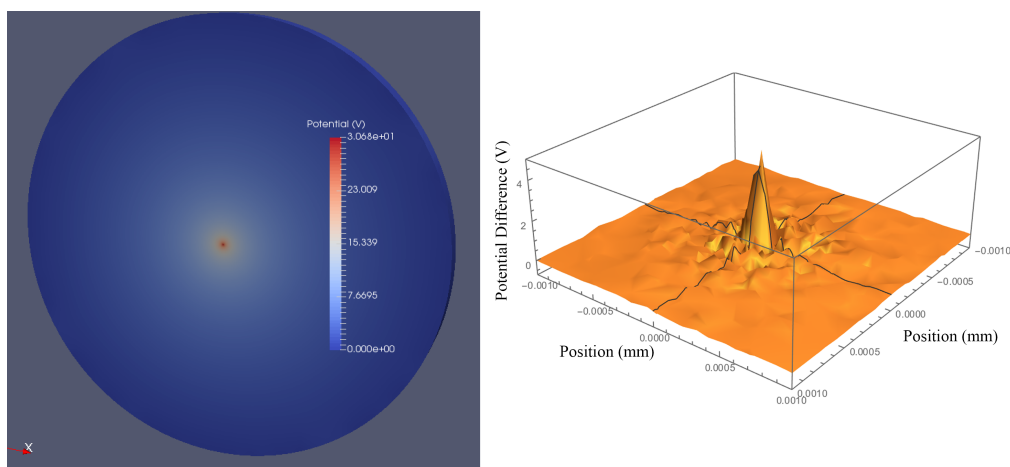 Potential (V)
3.068e+01
23.009
15.339
7.6695
0.000e+00
X
Potential Difference (V)
4
2
0
−0.0010
−0.0005
0.0000
0.0005
0.0010
Position (mm)
−0.0010
−0.0005
0.0000
0.0005
0.0010
Position (mm)